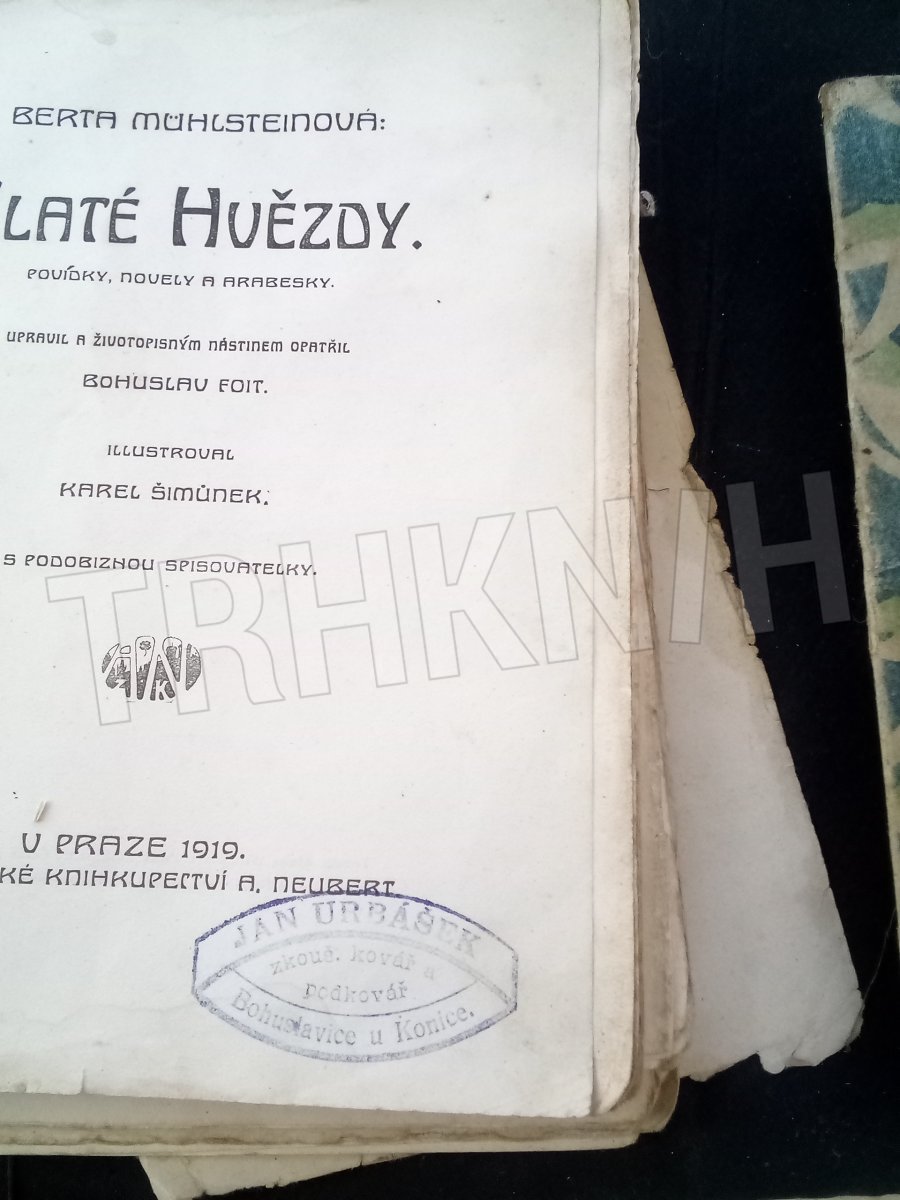 BERTA MÜHLSTEINOVÁ:
ZLATÉ HVĚZDY.
POVÍDKY, NOVELY A ARABESKY.
UPRAVIL A ŽIVOTOPISNÝM NÁSTINEM OPATŘIL
BOHUSLAV FOIT.
ILLUSTROVAL
KAREL ŠIMŮNEK.
S PODOBIZNOU SPISOVATELKY.
TRHKNIH
V PRAZE 1919.
KÉ KNIHKUPECTVÍ A. NEUBERT
JAN URBÁŠEK
zkouš. kovář a
podkovář
Bohuslavice u Konice.